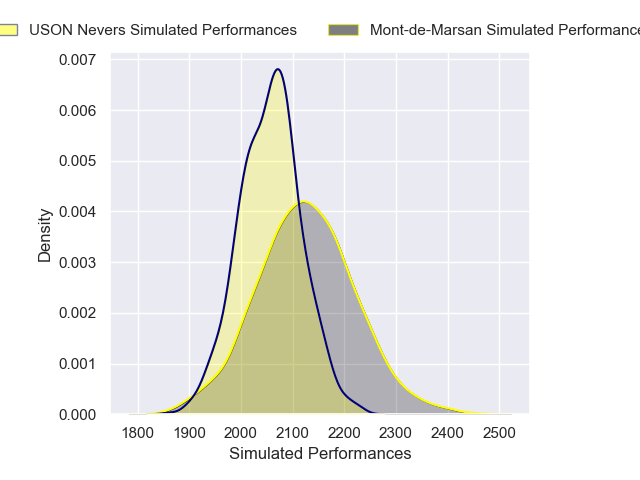 USON Nevers Simulated Performances Mont-de-Marsan Simulated Performance
0.007
0.006
0.005
0.004
0.003
0.002
0.001
0.000
Density
1800 1900 2000 2100 2200 2300 2400 2500
Simulated Performances